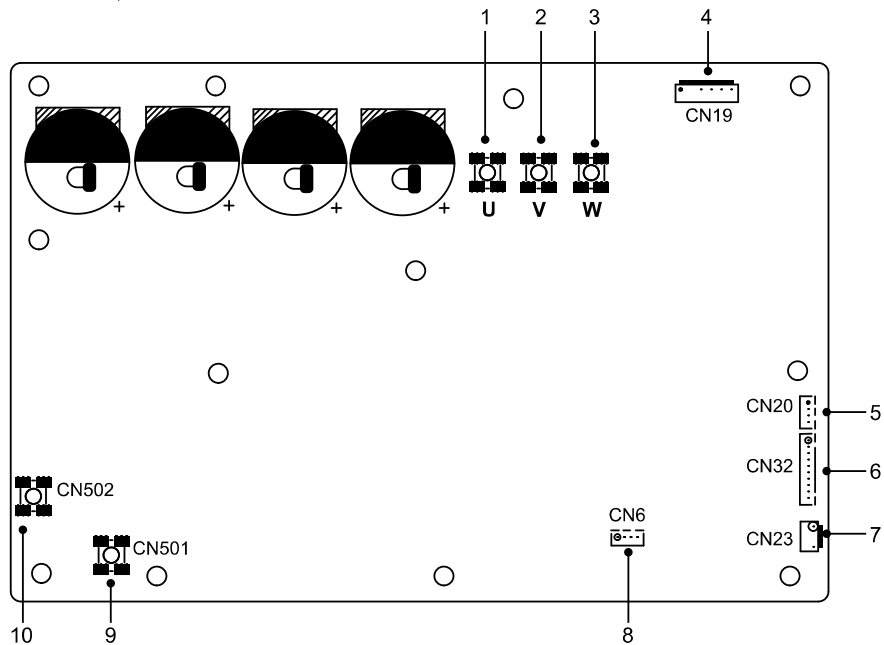 1 2 3 4
CN19
+ + + +
U V W
CN20 5
CN32 6
CN502
CN6
CN501
CN23 7
10 9 8